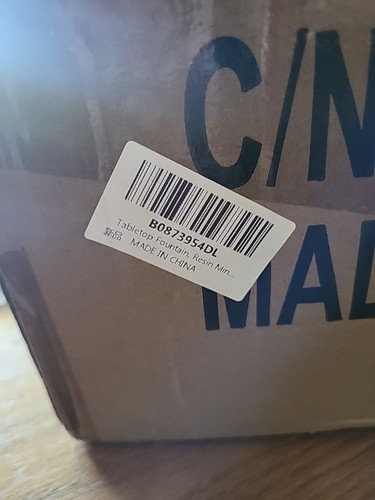 C/N
B0873954DL
Tabletop Fountain, Resin Min...
新品 MADE IN CHINA
MAD